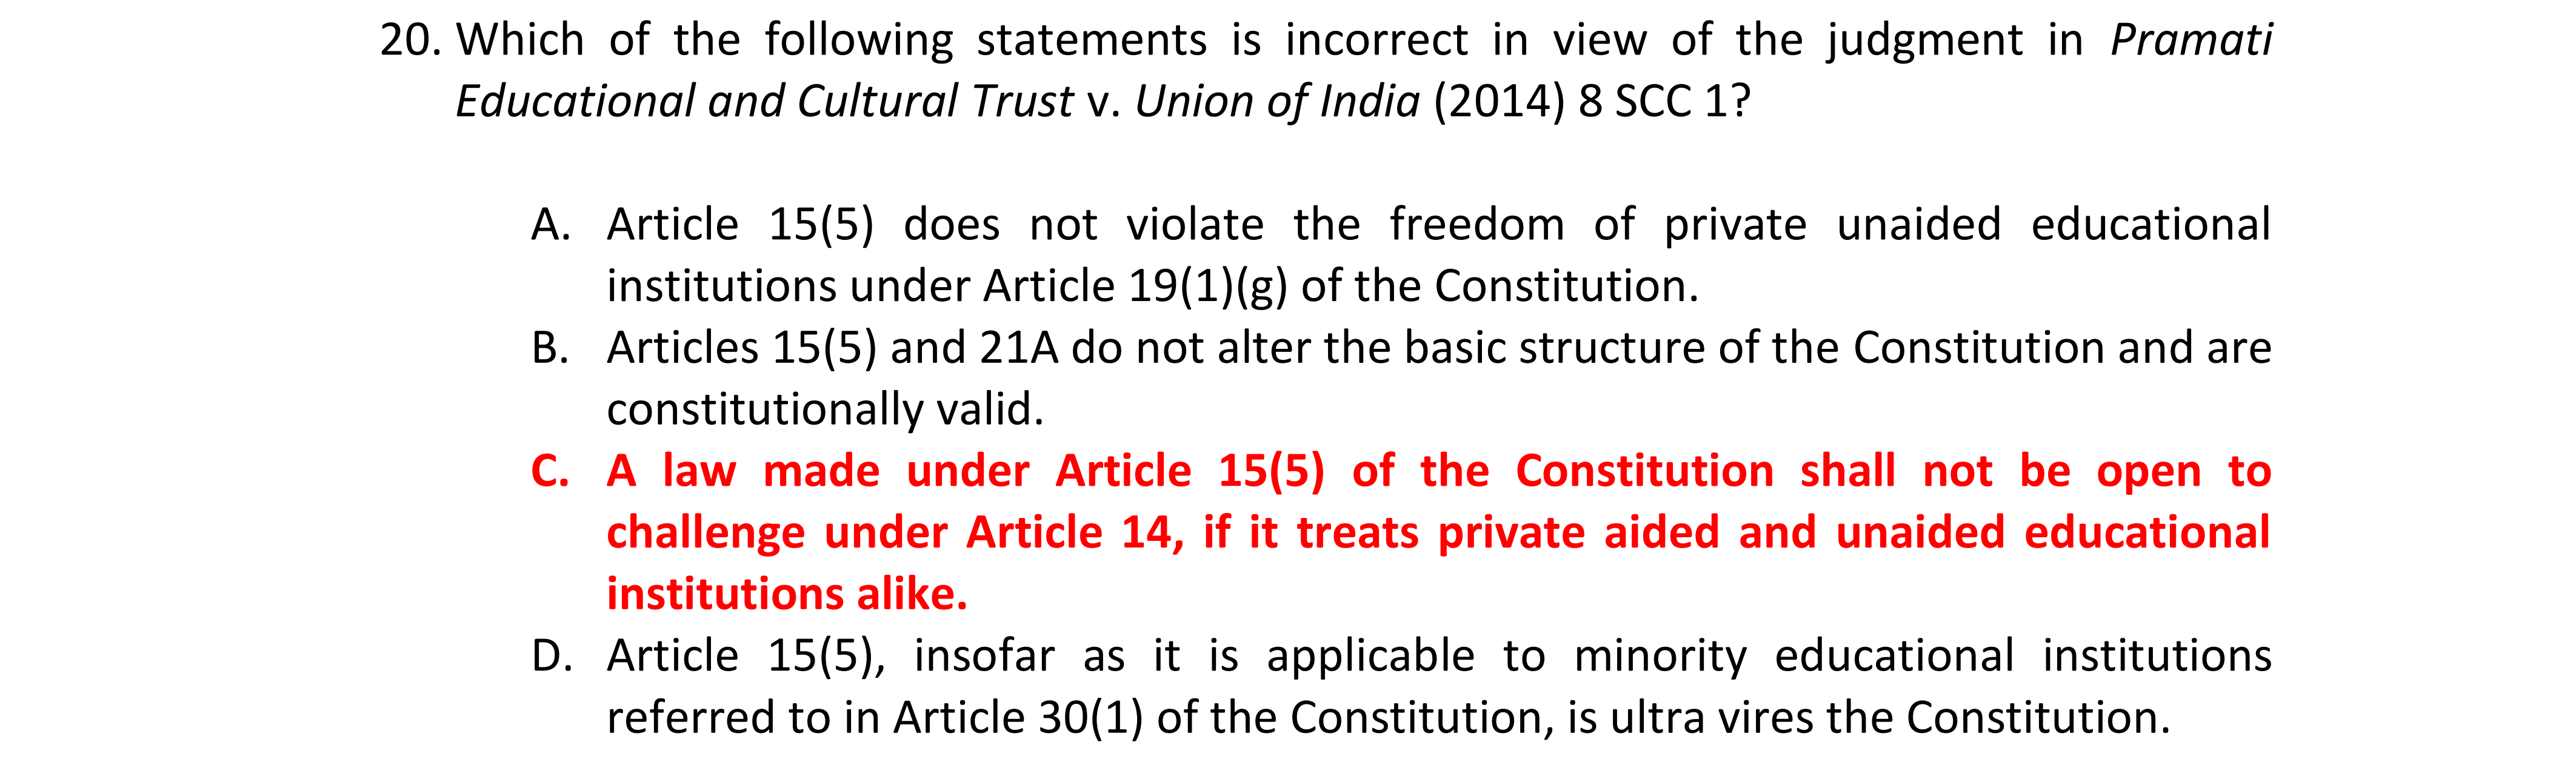 20. Which of the following statements is incorrect in view of the judgment in Pramati
Educational and Cultural Trust v. Union of India (2014) 8 SCC 1?
A. Article 15(5) does not violate the freedom of private unaided educational
institutions under Article 19(1)(g) of the Constitution.
B. Articles 15(5) and 21A do not alter the basic structure of the Constitution and are
constitutionally valid.
C. A law made under Article 15(5) of the Constitution shall not be open to
challenge under Article 14, if it treats private aided and unaided educational
institutions alike.
D. Article 15(5), insofar as it is applicable to minority educational institutions
referred to in Article 30(1) of the Constitution, is ultra vires the Constitution.